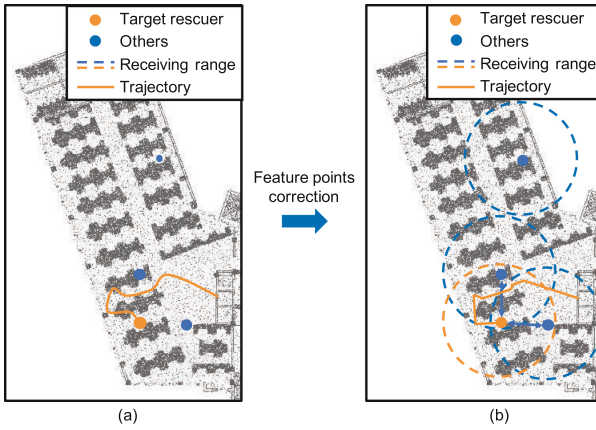 Target rescuer
Others
Receiving range
Trajectory
Feature points
correction
Target rescuer
Others
Receiving range
Trajectory
(a)
(b)